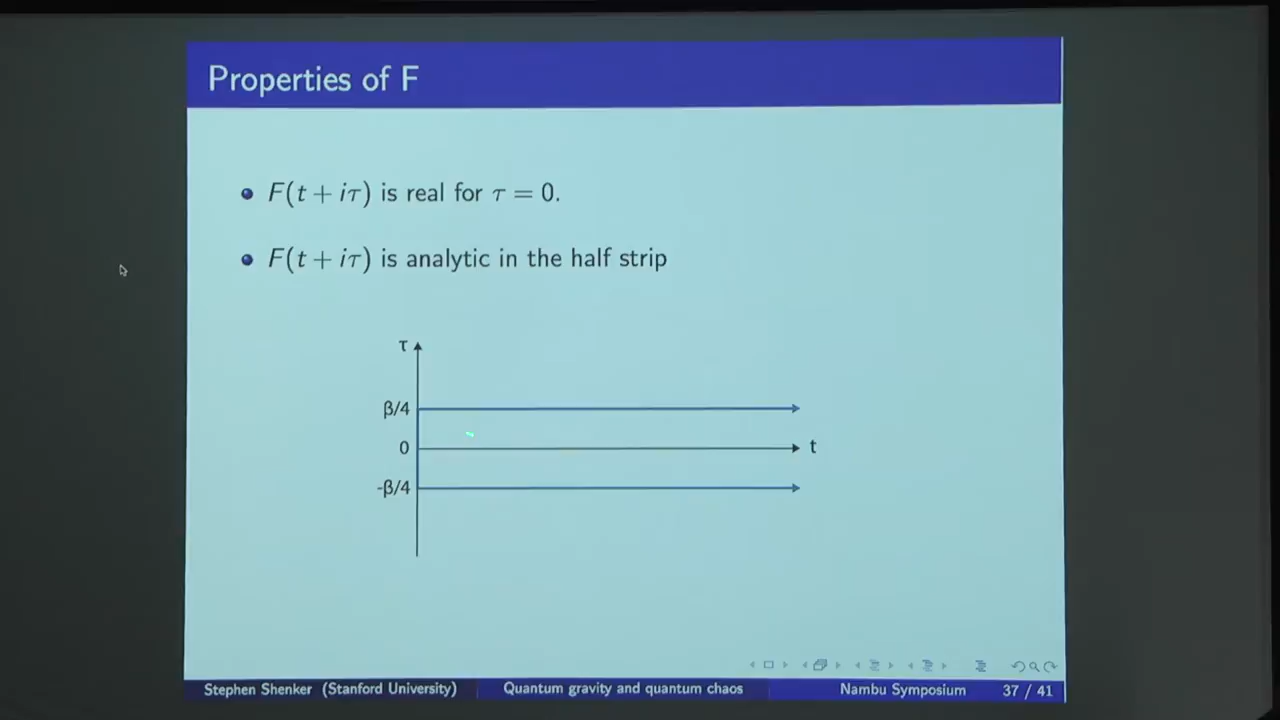 Properties of F
F(t + iτ) is real for τ = 0.
F(t + iτ) is analytic in the half strip
τ
β/4
0
t
-β/4
Stephen Shenker (Stanford University) Quantum gravity and quantum chaos Nambu Symposium 37 / 41